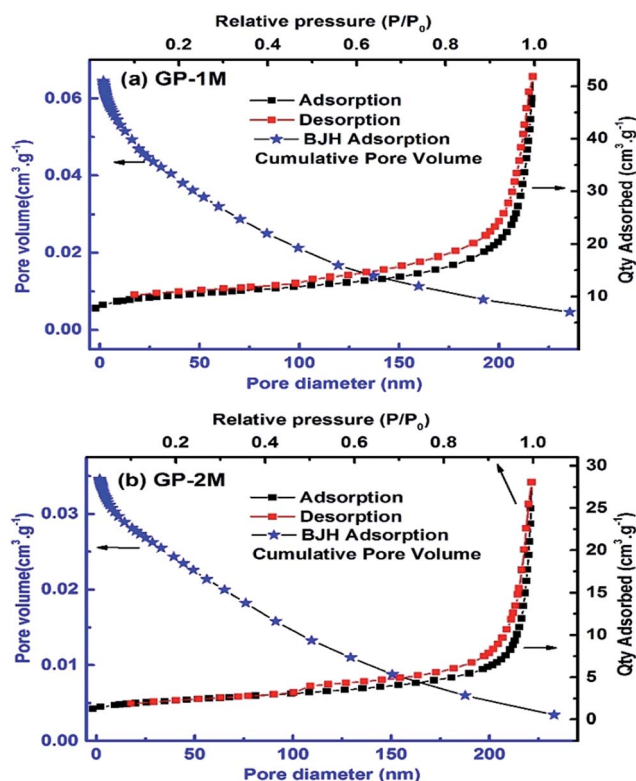 Relative pressure (P/P₀)
0.2 0.4 0.6 0.8 1.0
(a) GP-1M
Adsorption
Desorption
BJH Adsorption
Cumulative Pore Volume
Pore volume(cm³.g⁻¹)
0.06
0.04
0.02
0.00
50
40
30
20
10
Qty Adsorbed (cm³.g⁻¹)
0 50 100 150 200
Pore diameter (nm)
Relative pressure (P/P₀)
0.2 0.4 0.6 0.8 1.0
(b) GP-2M
Adsorption
Desorption
BJH Adsorption
Cumulative Pore Volume
Pore volume(cm³.g⁻¹)
0.03
0.02
0.01
0.00
30
25
20
15
10
5
0
Qty Adsorbed (cm³.g⁻¹)
0 50 100 150 200
Pore diameter (nm)